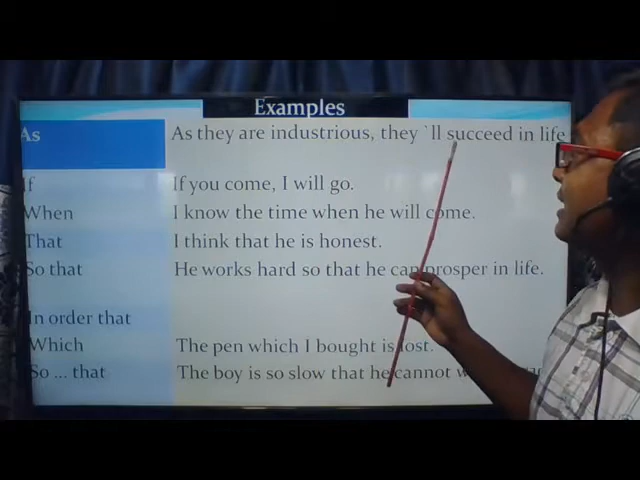 Examples
As As they are industrious, they `ll succeed in life
If If you come, I will go.
When I know the time when he will come.
That I think that he is honest.
So that He works hard so that he can prosper in life.
In order that
Which The pen which I bought is lost.
So ... that The boy is so slow that he cannot